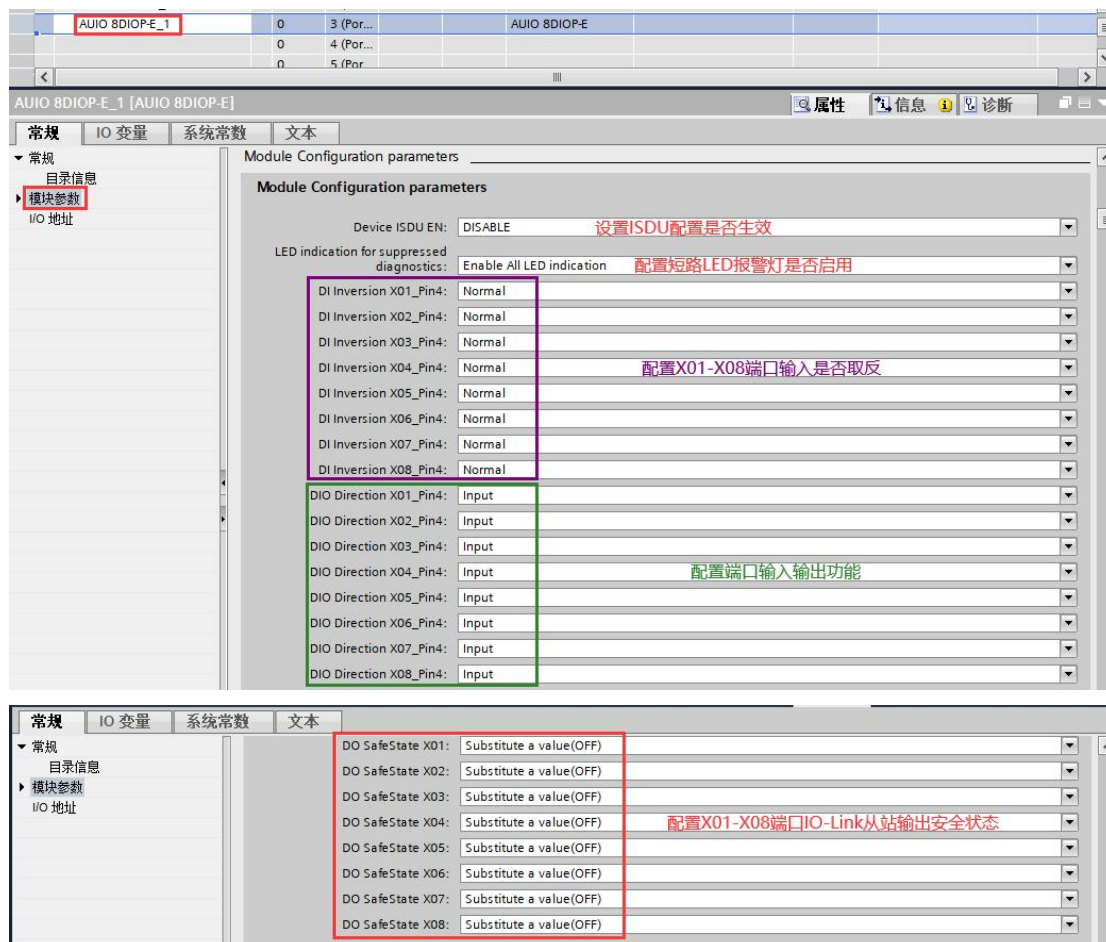 AUIO 8DIOP-E_1 0 3 (Por... AUIO 8DIOP-E
0 4 (Por...
0 5 (Por
AUIO 8DIOP-E_1 [AUIO 8DIOP-E] 属性 信息 诊断
常规 IO 变量 系统常数 文本
常规
目录信息
模块参数
I/O 地址
Module Configuration parameters
Module Configuration parameters
Device ISDU EN: DISABLE 设置ISDU配置是否生效
LED indication for suppressed
diagnostics: Enable All LED indication 配置短路LED报警灯是否启用
DI Inversion X01_Pin4: Normal
DI Inversion X02_Pin4: Normal
DI Inversion X03_Pin4: Normal
DI Inversion X04_Pin4: Normal 配置X01-X08端口输入是否取反
DI Inversion X05_Pin4: Normal
DI Inversion X06_Pin4: Normal
DI Inversion X07_Pin4: Normal
DI Inversion X08_Pin4: Normal
DIO Direction X01_Pin4: Input
DIO Direction X02_Pin4: Input
DIO Direction X03_Pin4: Input
DIO Direction X04_Pin4: Input 配置端口输入输出功能
DIO Direction X05_Pin4: Input
DIO Direction X06_Pin4: Input
DIO Direction X07_Pin4: Input
DIO Direction X08_Pin4: Input
常规 IO 变量 系统常数 文本
常规
目录信息
模块参数
I/O 地址
DO SafeState X01: Substitute a value(OFF)
DO SafeState X02: Substitute a value(OFF)
DO SafeState X03: Substitute a value(OFF)
DO SafeState X04: Substitute a value(OFF) 配置X01-X08端口IO-Link从站输出安全状态
DO SafeState X05: Substitute a value(OFF)
DO SafeState X06: Substitute a value(OFF)
DO SafeState X07: Substitute a value(OFF)
DO SafeState X08: Substitute a value(OFF)